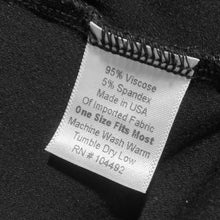 95% Viscose
5% Spandex
Made in USA
Of Imported Fabric
One Size Fits Most
Machine Wash Warm
Tumble Dry Low
RN # 104492